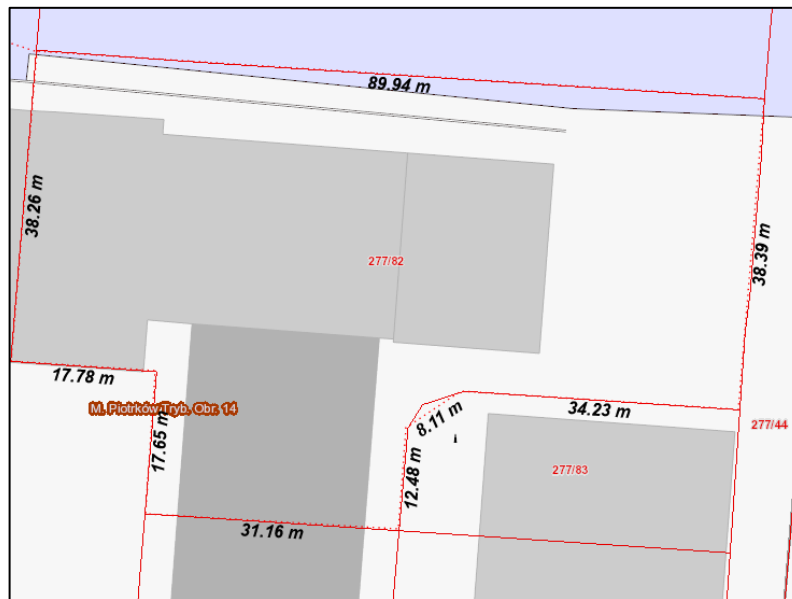 89.94 m
38.26 m
38.39 m
277/82
17.78 m
M. Piotrków Tryb. Obr. 14
17.65 m
8.11 m
34.23 m
277/44
277/83
12.48 m
31.16 m